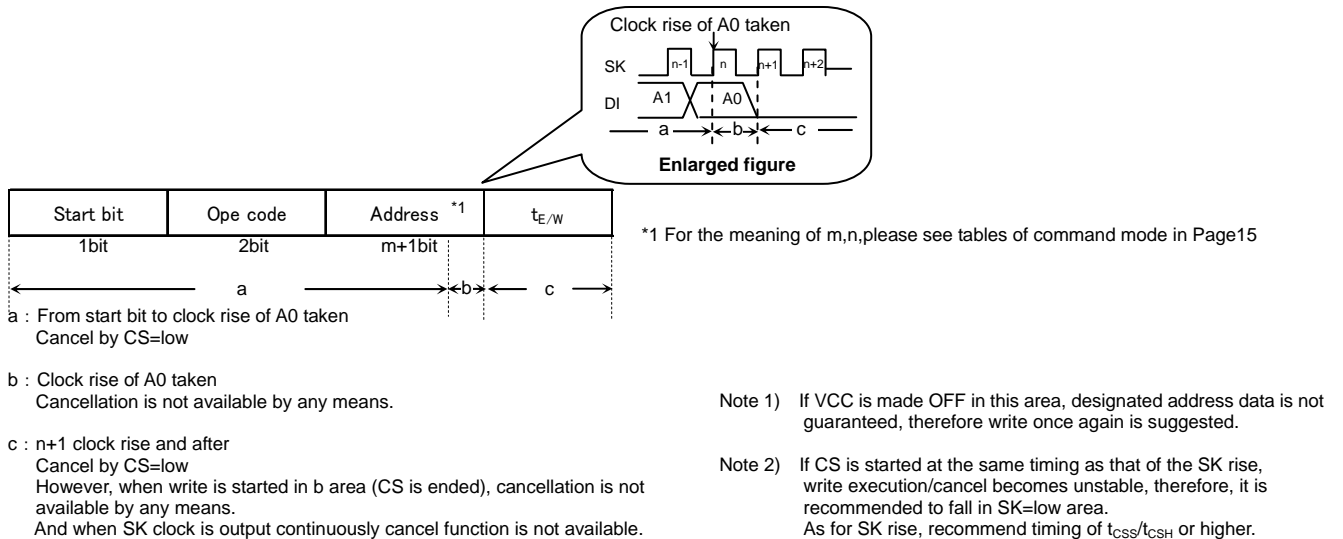 Clock rise of A0 taken
SK
n-1
n
n+1
n+2
DI
A1
A0
a
b
c
Enlarged figure
Start bit
Ope code
Address *1
tE/W
1bit
2bit
m+1bit
*1 For the meaning of m,n,please see tables of command mode in Page15
a
b
c
a：From start bit to clock rise of A0 taken
Cancel by CS=low
b：Clock rise of A0 taken
Cancellation is not available by any means.
c：n+1 clock rise and after
Cancel by CS=low
However, when write is started in b area (CS is ended), cancellation is not
available by any means.
And when SK clock is output continuously cancel function is not available.
Note 1) If VCC is made OFF in this area, designated address data is not
guaranteed, therefore write once again is suggested.
Note 2) If CS is started at the same timing as that of the SK rise,
write execution/cancel becomes unstable, therefore, it is
recommended to fall in SK=low area.
As for SK rise, recommend timing of tCSS/tCSH or higher.